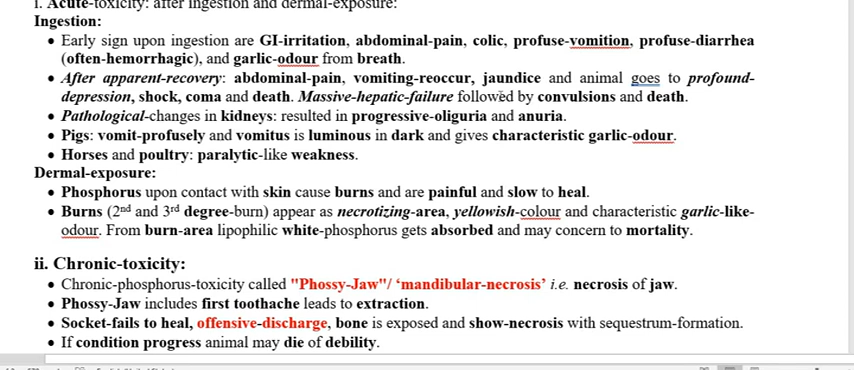 i. Acute-toxicity: after ingestion and dermal-exposure:
Ingestion:
• Early sign upon ingestion are GI-irritation, abdominal-pain, colic, profuse-vomition, profuse-diarrhea
(often-hemorrhagic), and garlic-odour from breath.
• After apparent-recovery: abdominal-pain, vomiting-reoccur, jaundice and animal goes to profound-
depression, shock, coma and death. Massive-hepatic-failure followed by convulsions and death.
• Pathological-changes in kidneys: resulted in progressive-oliguria and anuria.
• Pigs: vomit-profusely and vomitus is luminous in dark and gives characteristic garlic-odour.
• Horses and poultry: paralytic-like weakness.
Dermal-exposure:
• Phosphorus upon contact with skin cause burns and are painful and slow to heal.
• Burns (2nd and 3rd degree-burn) appear as necrotizing-area, yellowish-colour and characteristic garlic-like-
odour. From burn-area lipophilic white-phosphorus gets absorbed and may concern to mortality.
ii. Chronic-toxicity:
• Chronic-phosphorus-toxicity called "Phossy-Jaw"/ ‘mandibular-necrosis’ i.e. necrosis of jaw.
• Phossy-Jaw includes first toothache leads to extraction.
• Socket-fails to heal, offensive-discharge, bone is exposed and show-necrosis with sequestrum-formation.
• If condition progress animal may die of debility.